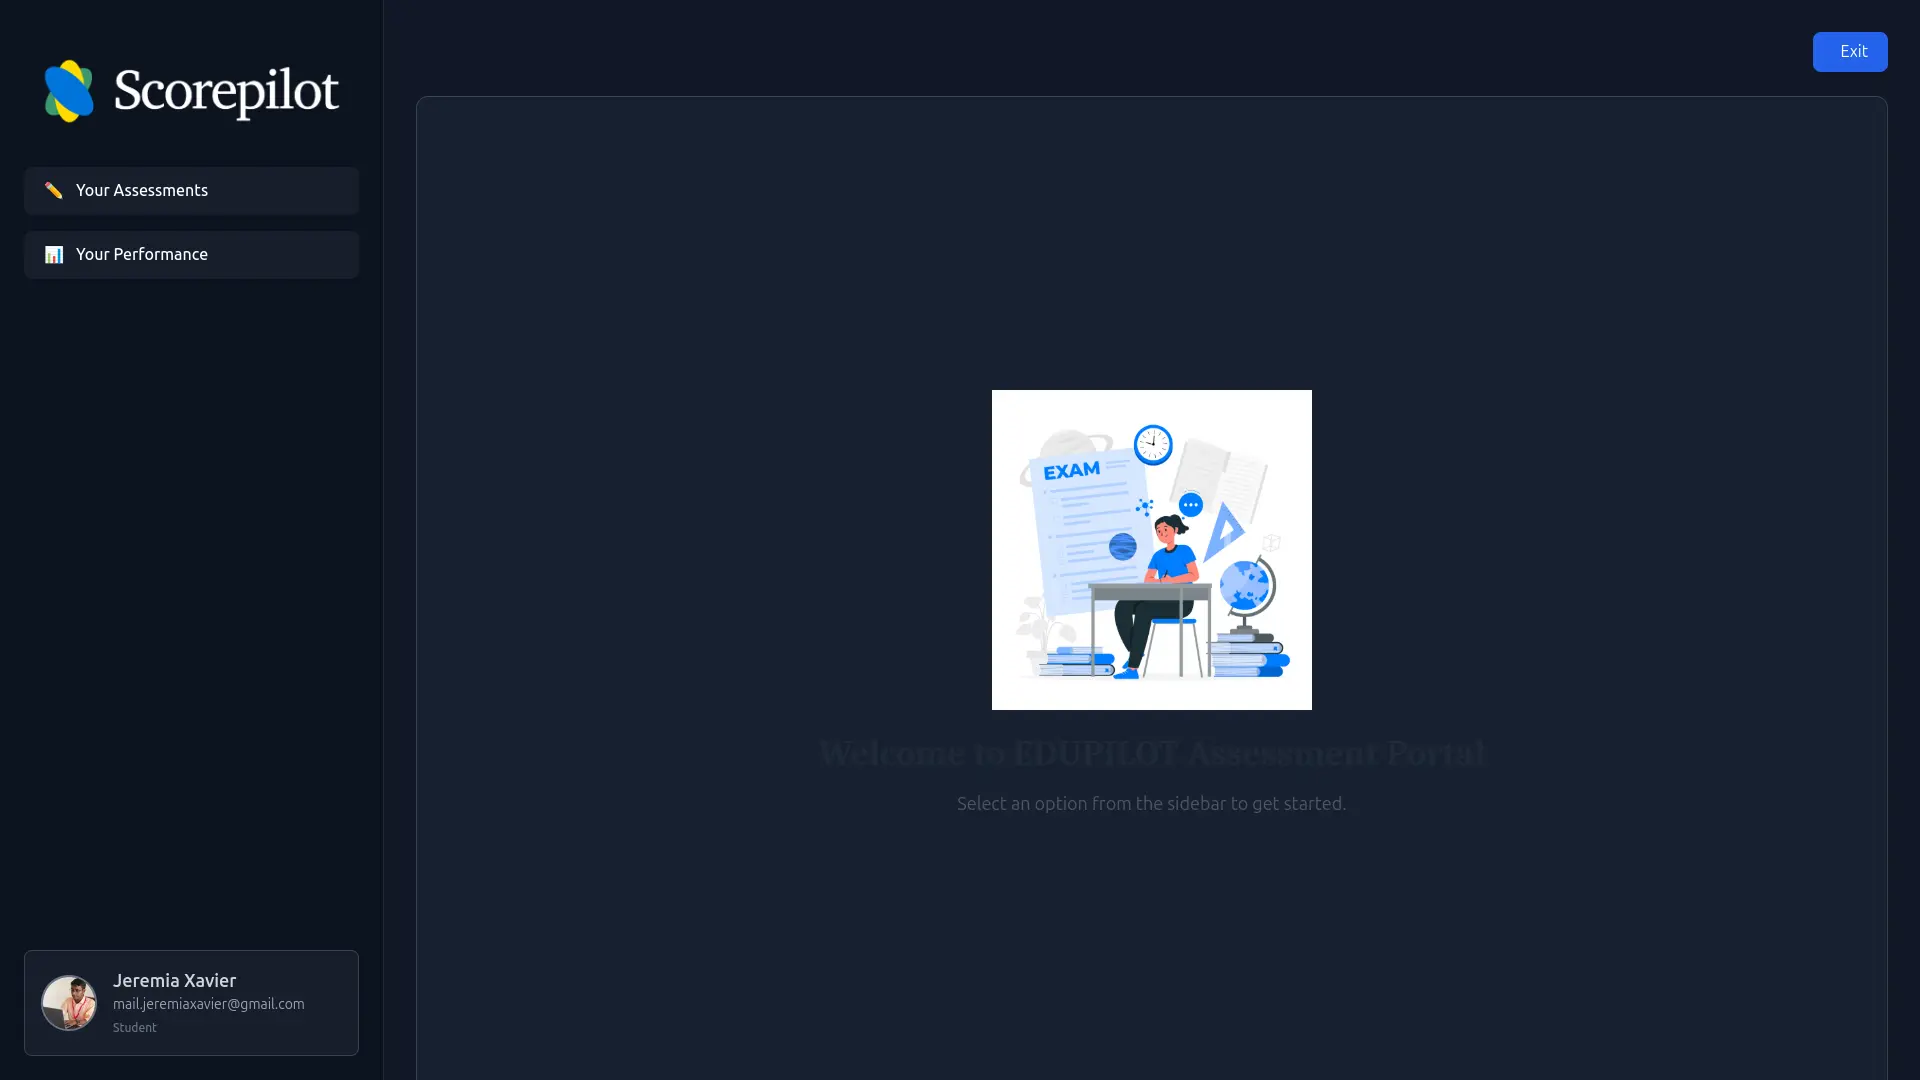 Scorepilot
Exit
Your Assessments
Your Performance
EXAM
Welcome to EDUPILOT Assessment Portal
Select an option from the sidebar to get started.
Jeremia Xavier
mail.jeremiaxavier@gmail.com
Student